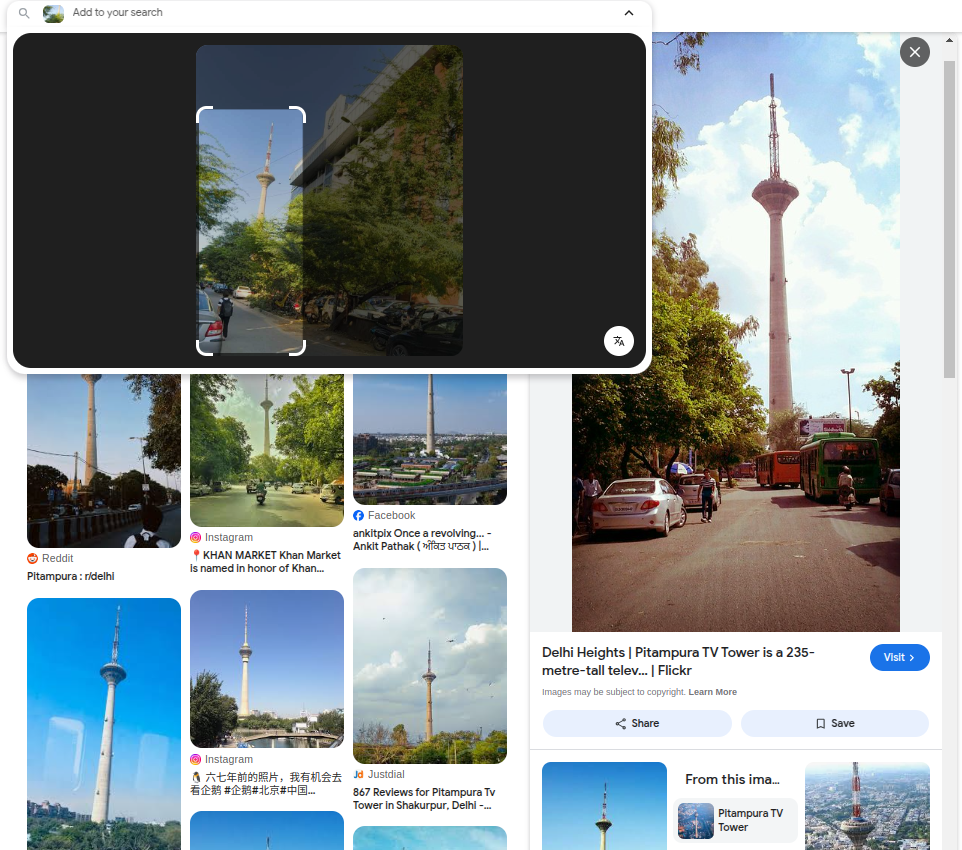 Add to your search
Reddit
Pitampura : r/delhi
Instagram
📍KHAN MARKET Khan Market
is named in honor of Khan...
Facebook
ankitpix Once a revolving... -
Ankit Pathak ( ਅੰਕਿਤ ਪਾਠਕ ) |...
Instagram
🐧 六七年前的照片，我有机会去
看企鹅 #企鹅#北京#中国...
Justdial
867 Reviews for Pitampura Tv
Tower in Shakurpur, Delhi -...
Delhi Heights | Pitampura TV Tower is a 235-
metre-tall telev... | Flickr
Visit
Images may be subject to copyright. Learn More
Share
Save
From this ima...
Pitampura TV
Tower